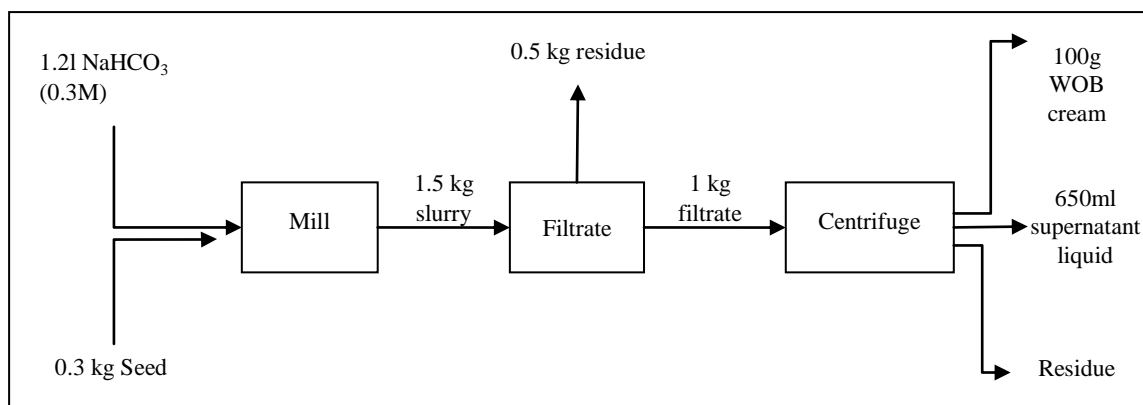 1.2l NaHCO₃
(0.3M)
0.3 kg Seed
Mill
1.5 kg
slurry
0.5 kg residue
Filtrate
1 kg
filtrate
Centrifuge
100g
WOB
cream
650ml
supernatant
liquid
Residue